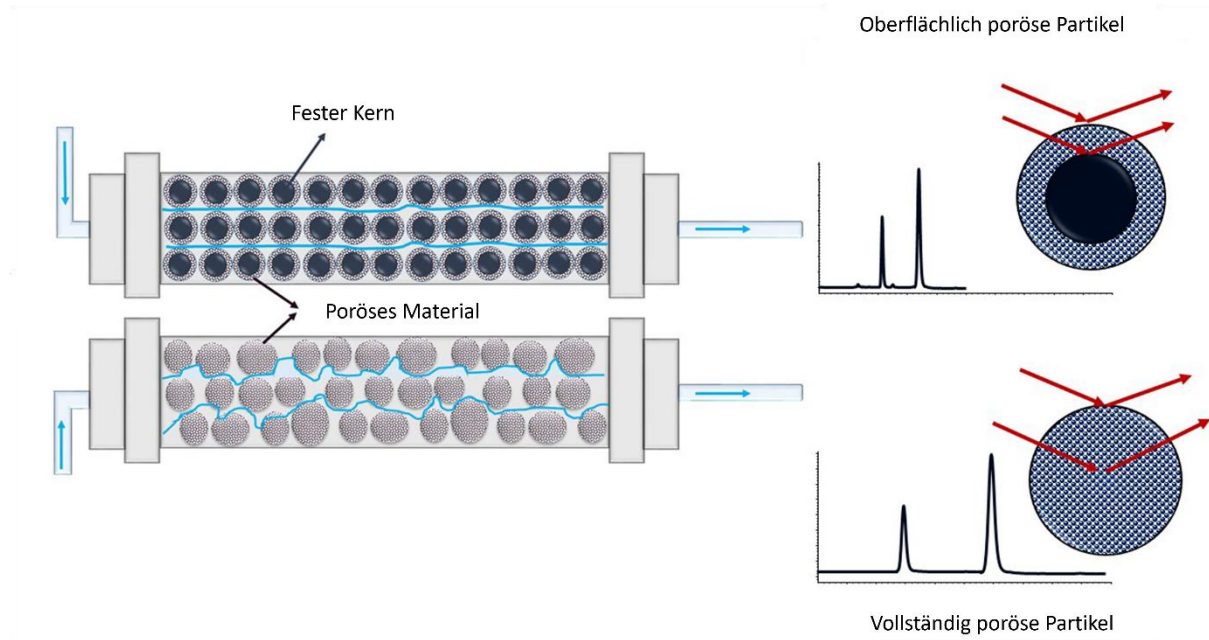 Oberflächlich poröse Partikel
Fester Kern
Poröses Material
Vollständig poröse Partikel